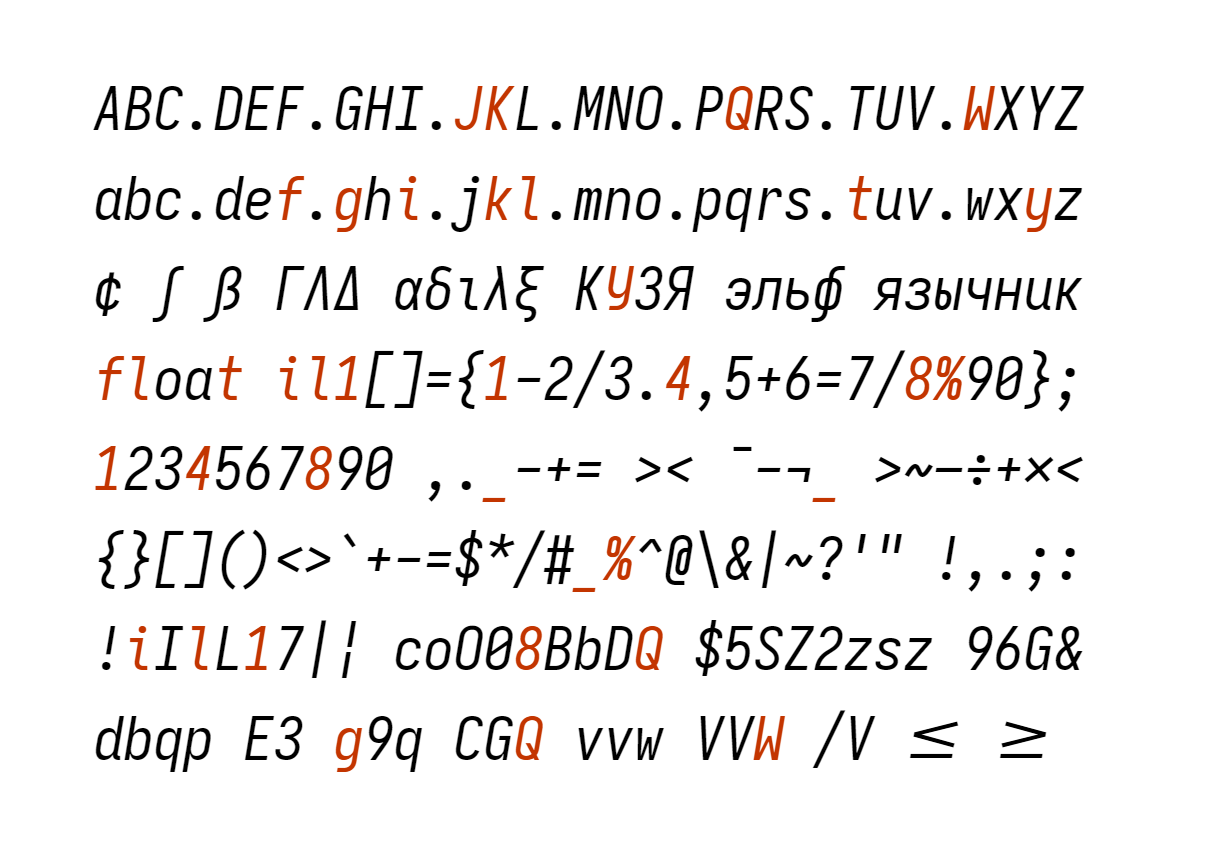 ABC.DEF.GHI.JKL.MNO.PQRS.TUV.WXYZ
abc.def.ghi.jkl.mno.pqrs.tuv.wxyz
¢ ∫ ß ΓΛΔ αδιλξ КУЗЯ эльф язычник
float il1[]={1-2/3.4,5+6=7/8%90};
1234567890 ,._-+= >< ¯-¬_ >~–÷+×<
{}[]()<>`+-=$*/#_%^@\&|~?'" !,.;:
!iIlL17|¦ coO08BbDQ $5SZ2zsz 96G&
dbqp E3 g9q CGQ vvw VVW /V ≤ ≥